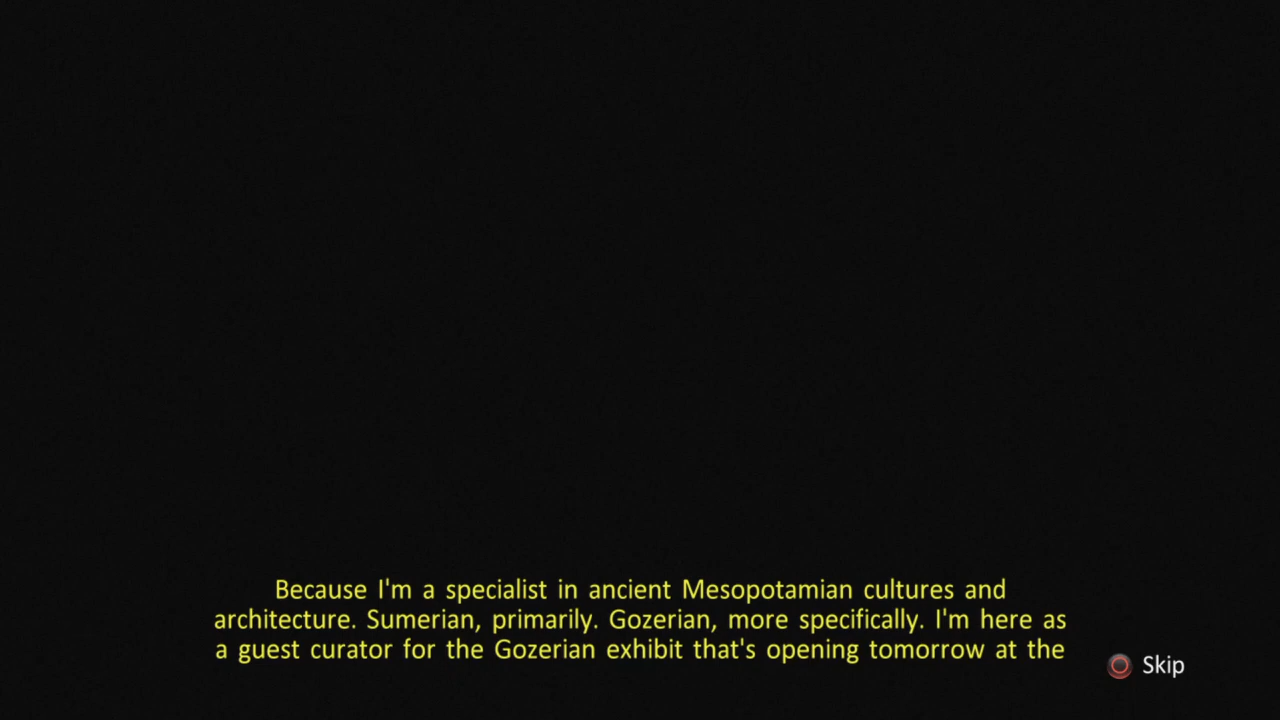 Because I'm a specialist in ancient Mesopotamian cultures and
architecture. Sumerian, primarily. Gozerian, more specifically. I'm here as
a guest curator for the Gozerian exhibit that's opening tomorrow at the
Skip